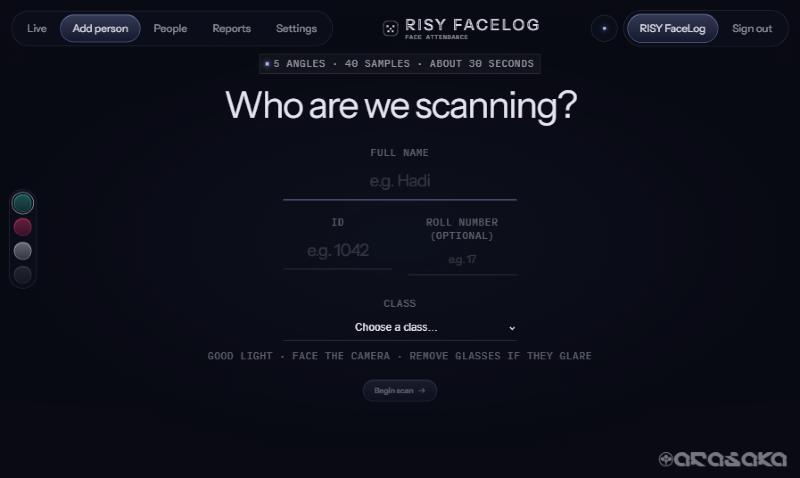 Live Add person People Reports Settings
RISY FACELOG
FACE ATTENDANCE
RISY FaceLog Sign out
5 ANGLES · 40 SAMPLES · ABOUT 30 SECONDS
Who are we scanning?
FULL NAME
e.g. Hadi
ID
e.g. 1042
ROLL NUMBER
(OPTIONAL)
e.g. 17
CLASS
Choose a class...
GOOD LIGHT · FACE THE CAMERA · REMOVE GLASSES IF THEY GLARE
Begin scan →
arasaka